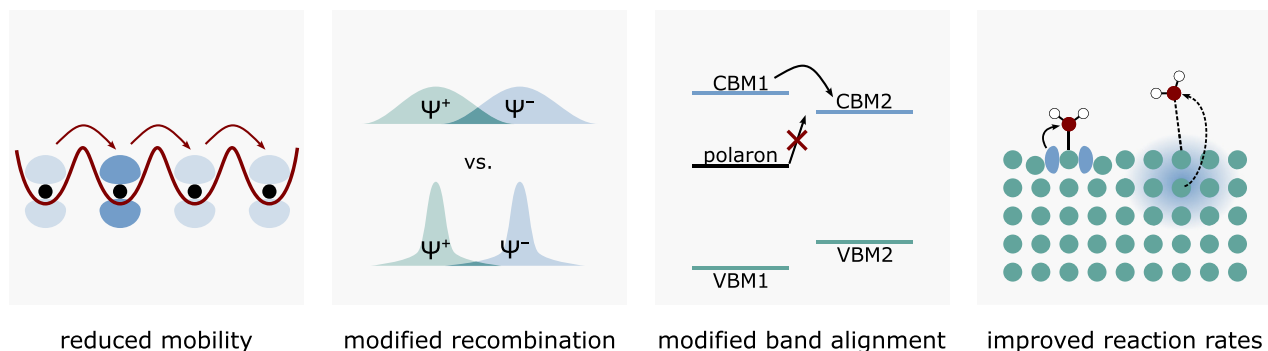 Ψ⁺ Ψ⁻
vs.
Ψ⁺ Ψ⁻
CBM1
CBM2
polaron
VBM2
VBM1
reduced mobility
modified recombination
modified band alignment
improved reaction rates